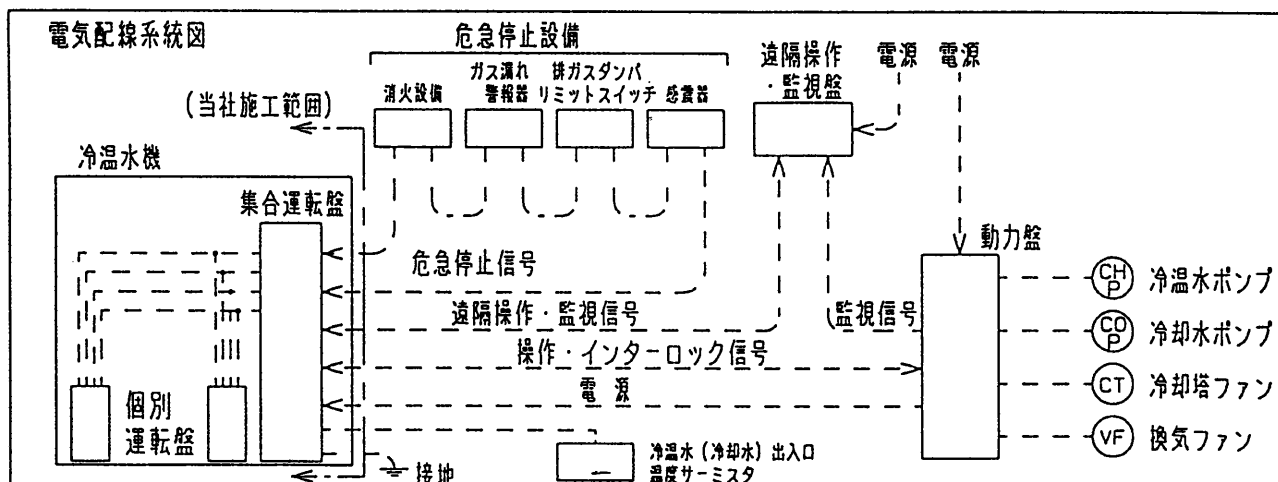 電気配線系統図
危急停止設備
遠隔操作
・監視盤
電源
電源
消火設備
ガス漏れ
警報器
排ガスダンパ
リミットスイッチ
感震器
(当社施工範囲)
冷温水機
集合運転盤
動力盤
危急停止信号
遠隔操作・監視信号
監視信号
操作・インターロック信号
電源
CH
P
冷温水ポンプ
CO
P
冷却水ポンプ
CT
冷却塔ファン
VF
換気ファン
個別
運転盤
接地
冷温水(冷却水)出入口
温度サーミスタ